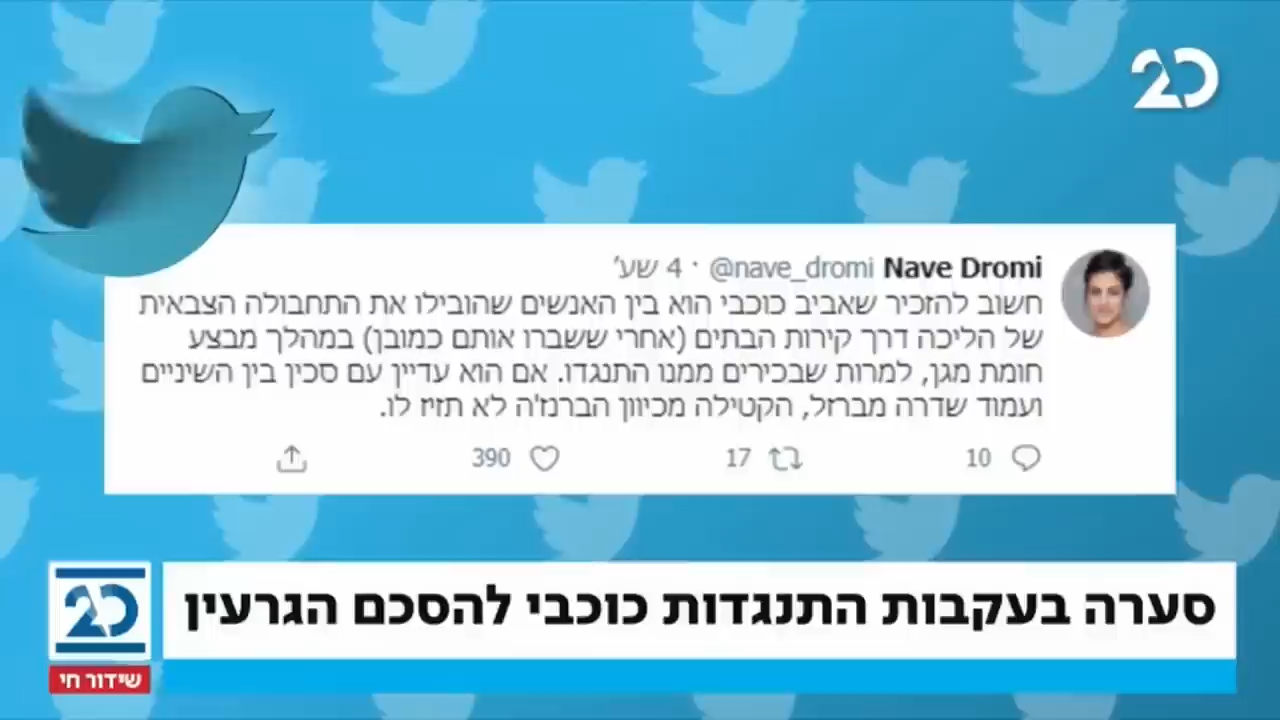 20
Nave Dromi @nave_dromi · 4 שע'
חשוב להזכיר שאביב כוכבי הוא בין האנשים שהובילו את התחבולה הצבאית
של הליכה דרך קירות הבתים (אחרי ששברו אותם כמובן) במהלך מבצע
חומת מגן, למרות שבכירים ממנו התנגדו. אם הוא עדיין עם סכין בין השיניים
ועמוד שדרה מברזל, הקטילה מכיוון הברנז'ה לא תזיז לו.
10 17 390
סערה בעקבות התנגדות כוכבי להסכם הגרעין
20
שידור חי